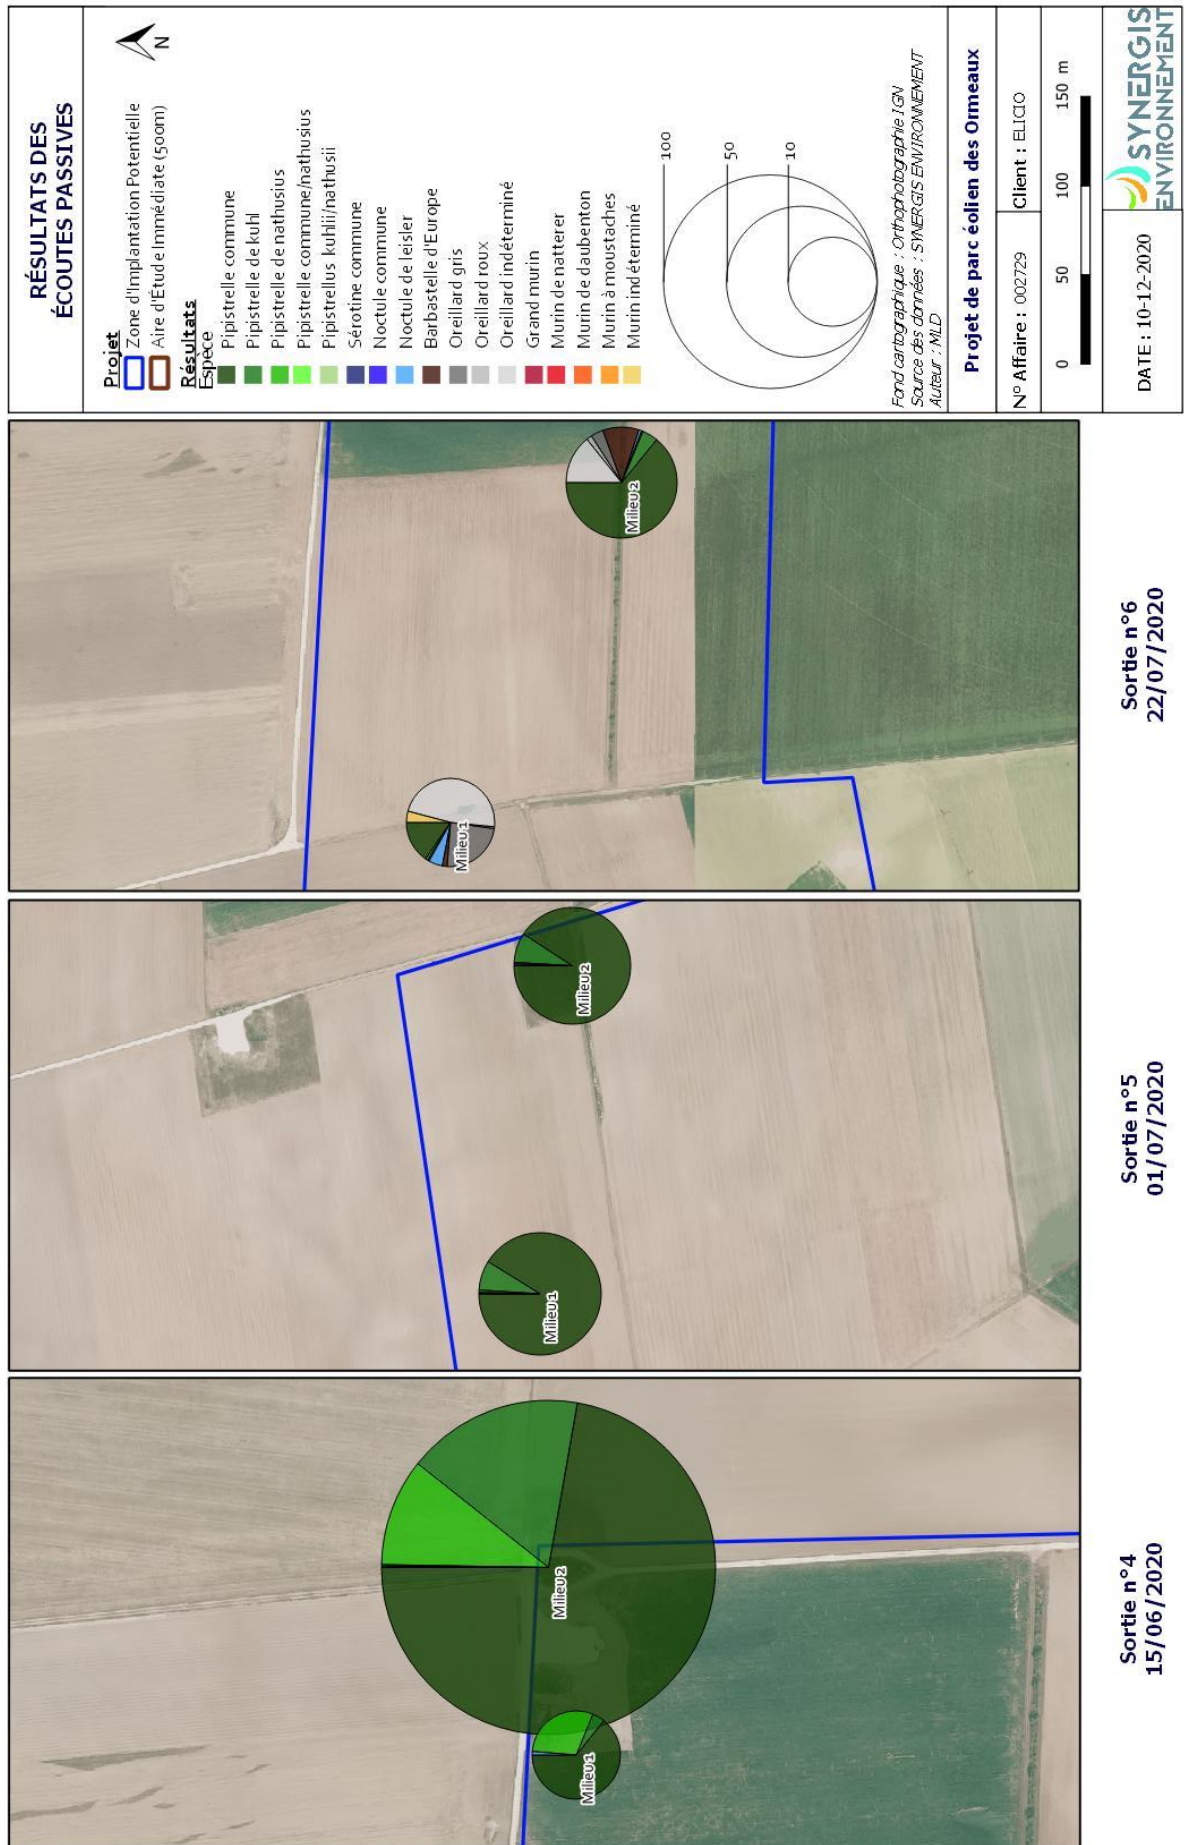 RÉSULTATS DES
ÉCOUTES PASSIVES
Projet
Zone d'Implantation Potentielle
Aire d'Étude Immédiate (500m)
N
Résultats
Espèce
Pipistrelle commune
Pipistrelle de kuhl
Pipistrelle de nathusius
Pipistrelle commune/nathusius
Pipistrellus kuhlii/nathusii
Sérotine commune
Noctule commune
Noctule de leisler
Barbastelle d'Europe
Oreillard gris
Oreillard roux
Oreillard indéterminé
Grand murin
Murin de natterer
Murin de daubenton
Murin à moustaches
Murin indéterminé
100
50
10
Fond cartographique : Orthophotographie IGN
Source des données : SYNERGIS ENVIRONNEMENT
Auteur : MLD
Projet de parc éolien des Ormeaux
N° Affaire : 002729
Client : ELICIO
0 50 100 150 m
DATE : 10-12-2020
SYNERGIS
ENVIRONNEMENT
Milieu 1
Milieu 2
Sortie n°4
15/06/2020
Milieu 1
Milieu 2
Sortie n°5
01/07/2020
Milieu 1
Milieu 2
Sortie n°6
22/07/2020